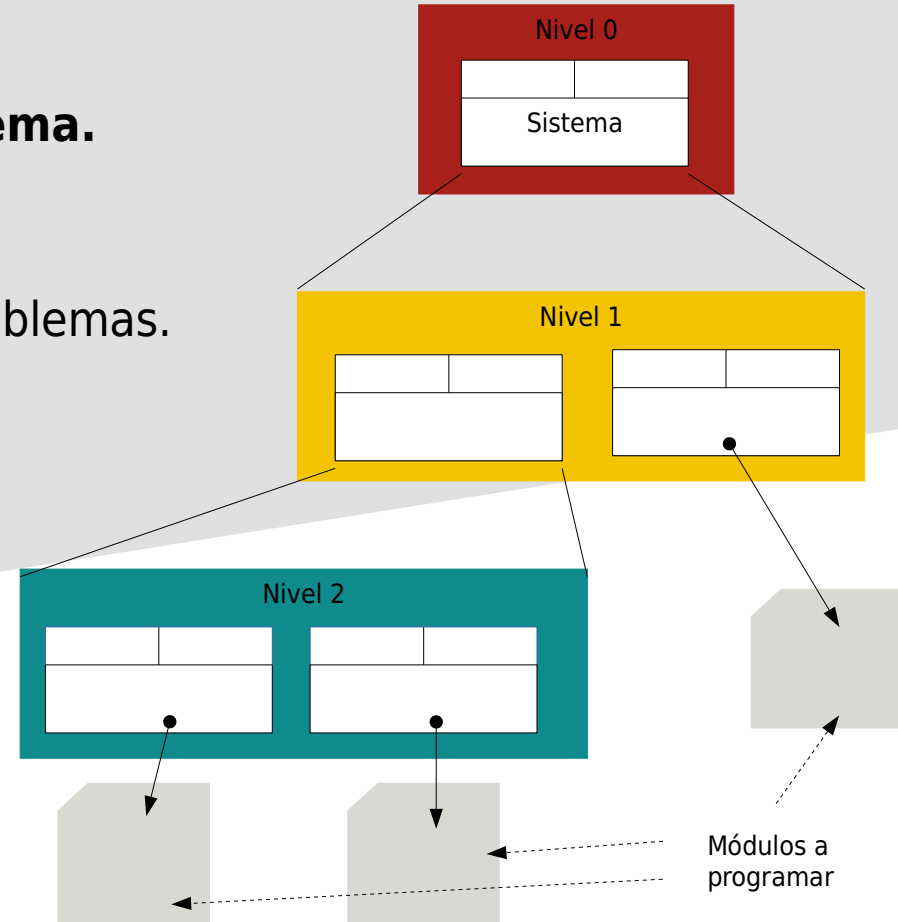 Nivel 0
Sistema
ema.
blemas.
Nivel 1
Nivel 2
Módulos a
programar